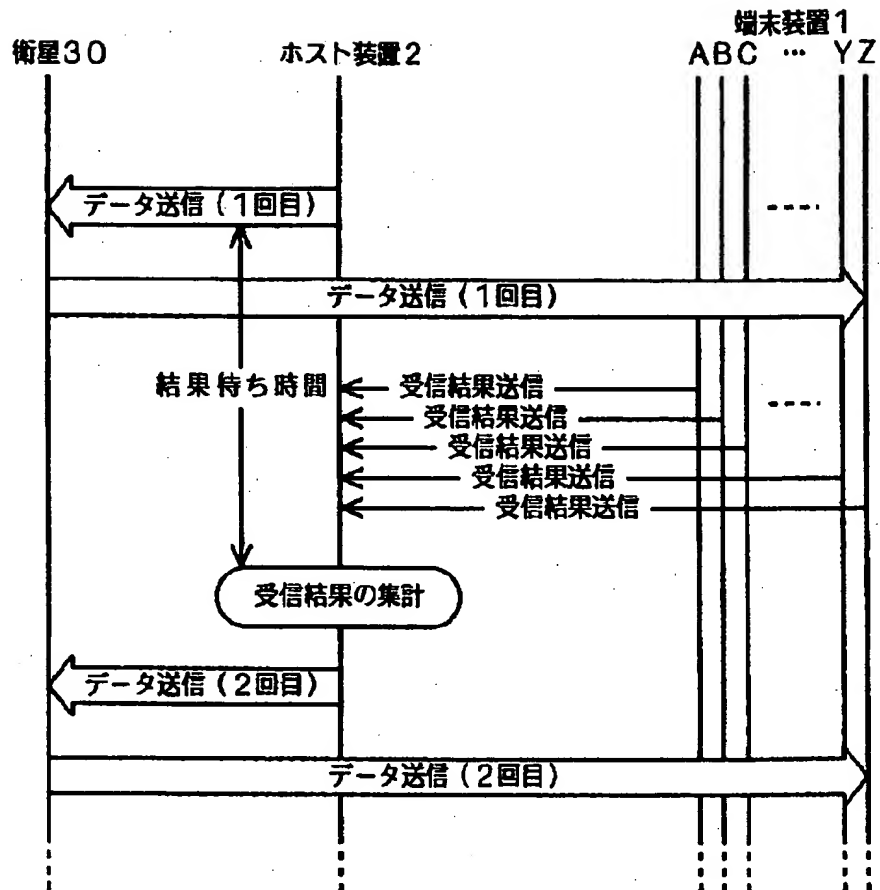 端末装置1
衛星30
ホスト装置2
ABC … YZ
データ送信(1回目)
データ送信(1回目)
結果待ち時間
受信結果送信
受信結果送信
受信結果送信
受信結果送信
受信結果送信
受信結果の集計
データ送信(2回目)
データ送信(2回目)